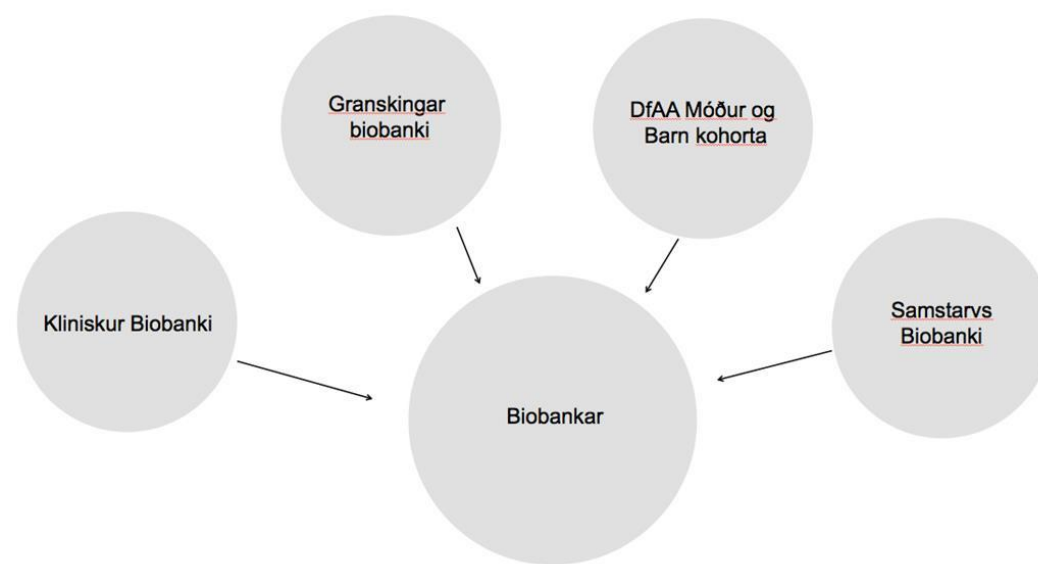 Granskingar
biobanki
DfAA Móður og
Barn kohorta
Kliniskur Biobanki
Samstarvs
Biobanki
Biobankar